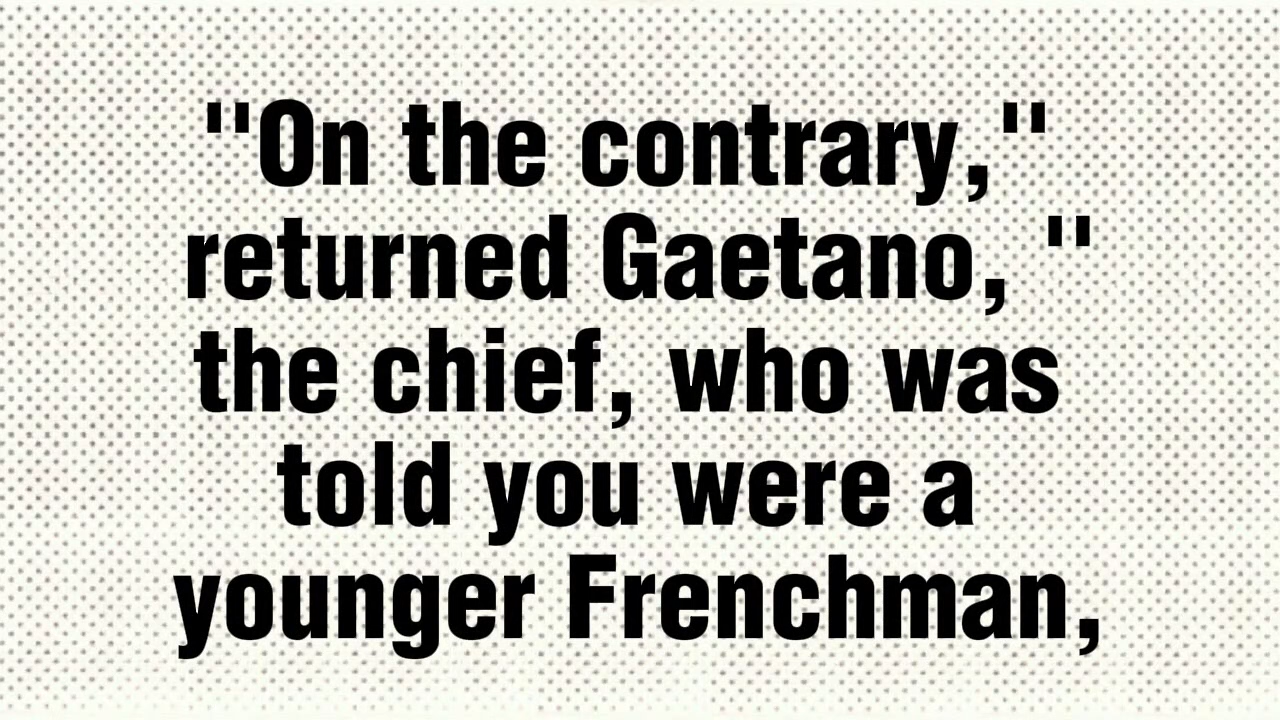 "On the contrary,"
returned Gaetano, "
the chief, who was
told you were a
younger Frenchman,